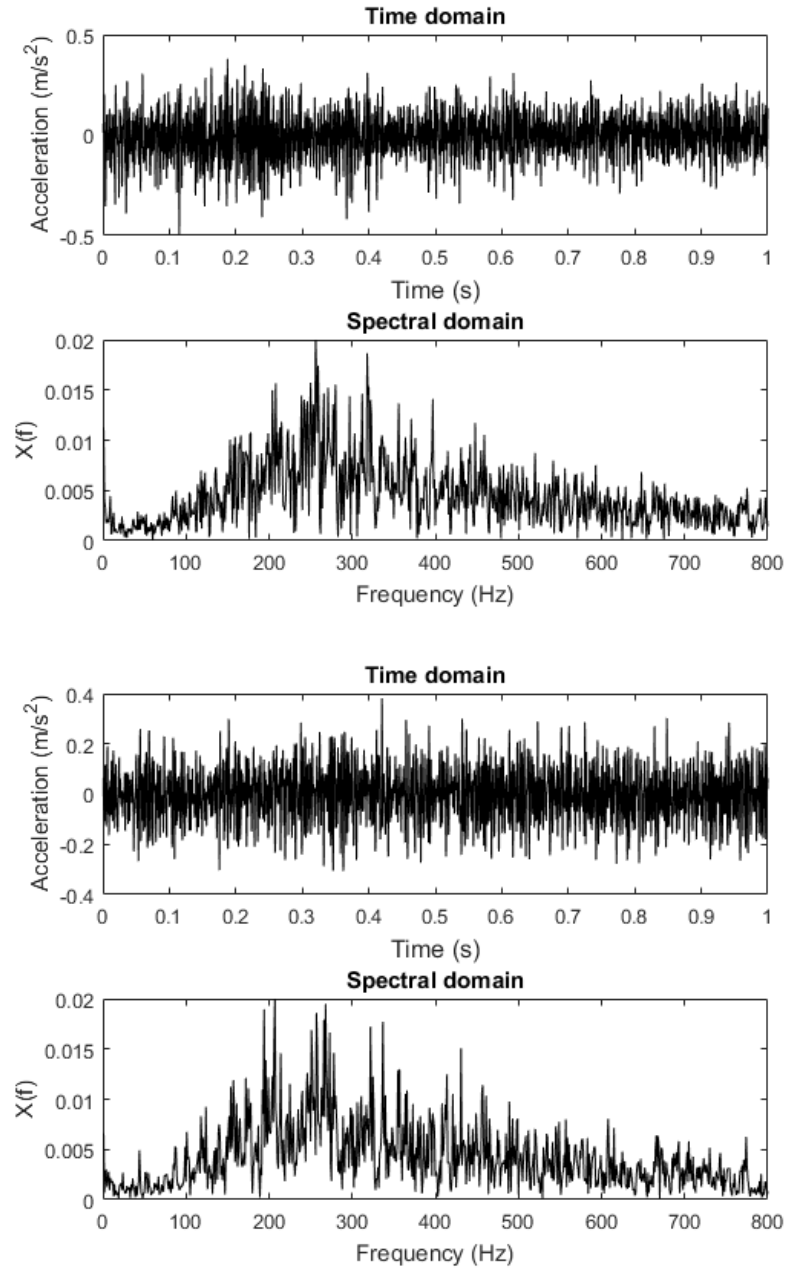 Time domain
0.5
0
-0.5
Acceleration (m/s²)
0 0.1 0.2 0.3 0.4 0.5 0.6 0.7 0.8 0.9 1
Time (s)
Spectral domain
0.02
0.015
0.01
0.005
0
X(f)
0 100 200 300 400 500 600 700 800
Frequency (Hz)
Time domain
0.4
0.2
0
-0.2
-0.4
Acceleration (m/s²)
0 0.1 0.2 0.3 0.4 0.5 0.6 0.7 0.8 0.9 1
Time (s)
Spectral domain
0.02
0.015
0.01
0.005
0
X(f)
0 100 200 300 400 500 600 700 800
Frequency (Hz)